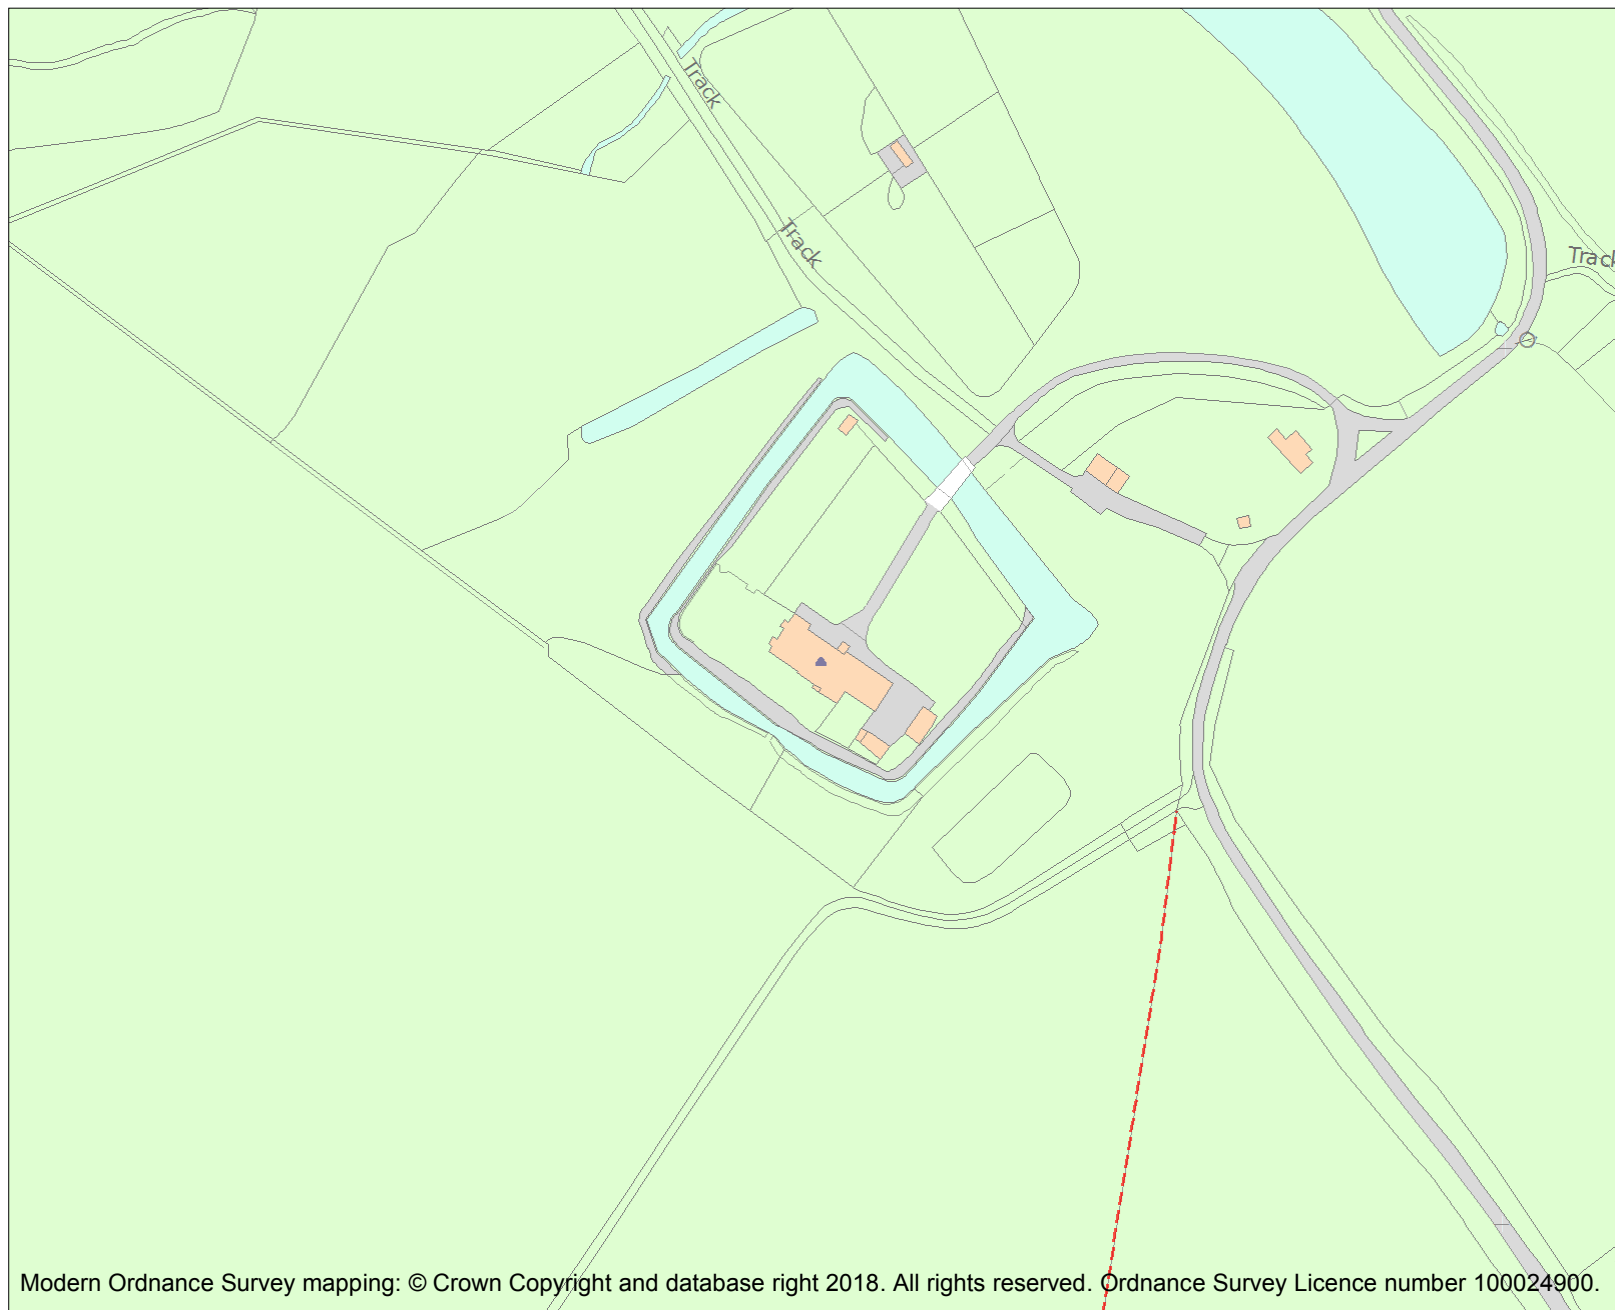 Track
Track
Track
Modern Ordnance Survey mapping: © Crown Copyright and database right 2018. All rights reserved. Ordnance Survey Licence number 100024900.